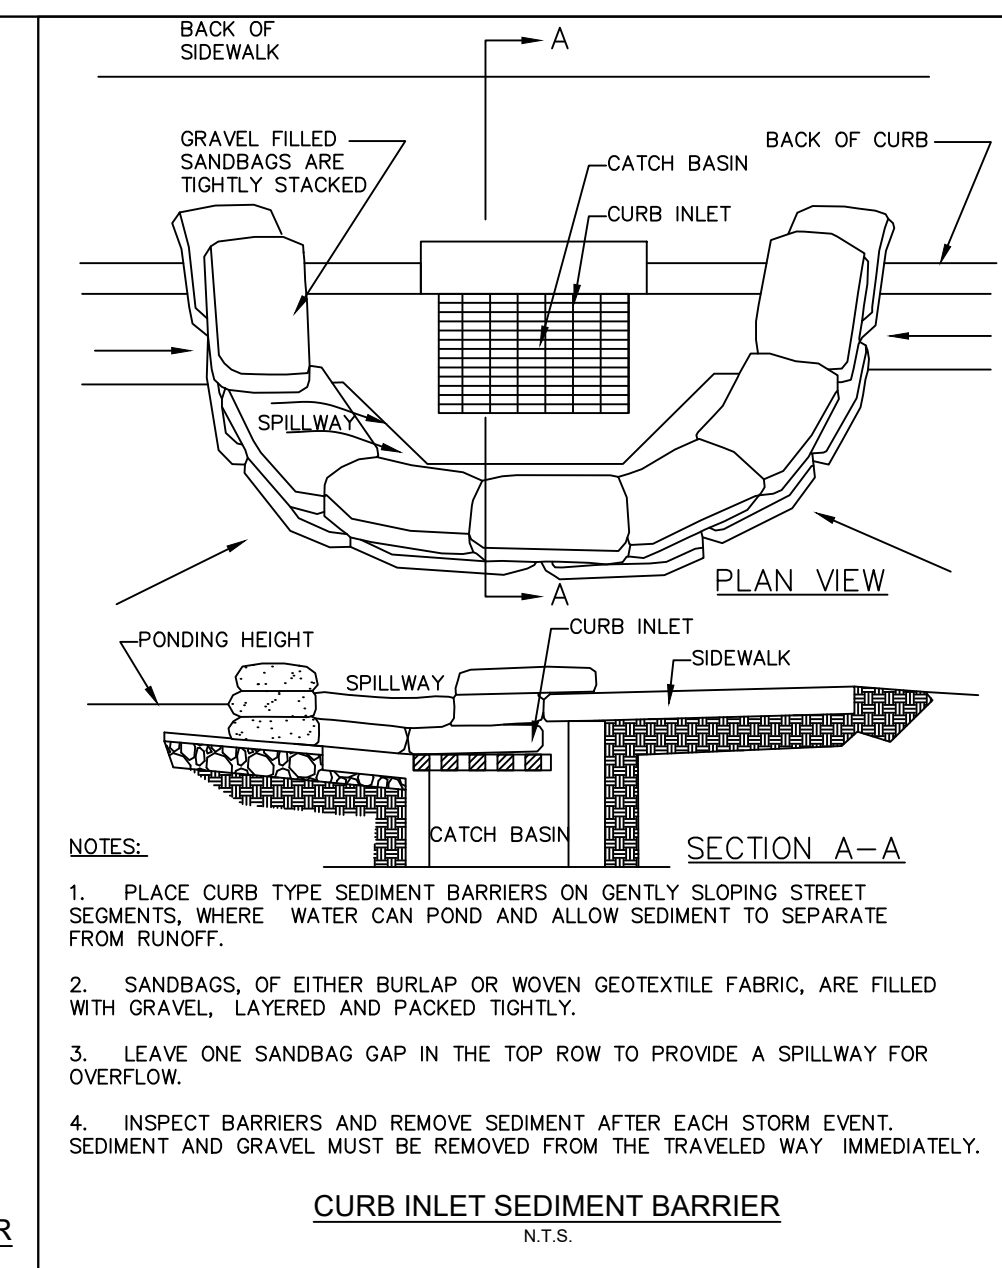 BACK OF
SIDEWALK
A
GRAVEL FILLED
SANDBAGS ARE
TIGHTLY STACKED
BACK OF CURB
CATCH BASIN
CURB INLET
SPILLWAY
PLAN VIEW
A
PONDING HEIGHT
CURB INLET
SIDEWALK
SPILLWAY
CATCH BASIN
SECTION A-A
NOTES:
1. PLACE CURB TYPE SEDIMENT BARRIERS ON GENTLY SLOPING STREET
SEGMENTS, WHERE WATER CAN POND AND ALLOW SEDIMENT TO SEPARATE
FROM RUNOFF.
2. SANDBAGS, OF EITHER BURLAP OR WOVEN GEOTEXTILE FABRIC, ARE FILLED
WITH GRAVEL, LAYERED AND PACKED TIGHTLY.
3. LEAVE ONE SANDBAG GAP IN THE TOP ROW TO PROVIDE A SPILLWAY FOR
OVERFLOW.
4. INSPECT BARRIERS AND REMOVE SEDIMENT AFTER EACH STORM EVENT.
SEDIMENT AND GRAVEL MUST BE REMOVED FROM THE TRAVELED WAY IMMEDIATELY.
CURB INLET SEDIMENT BARRIER
N.T.S.
R